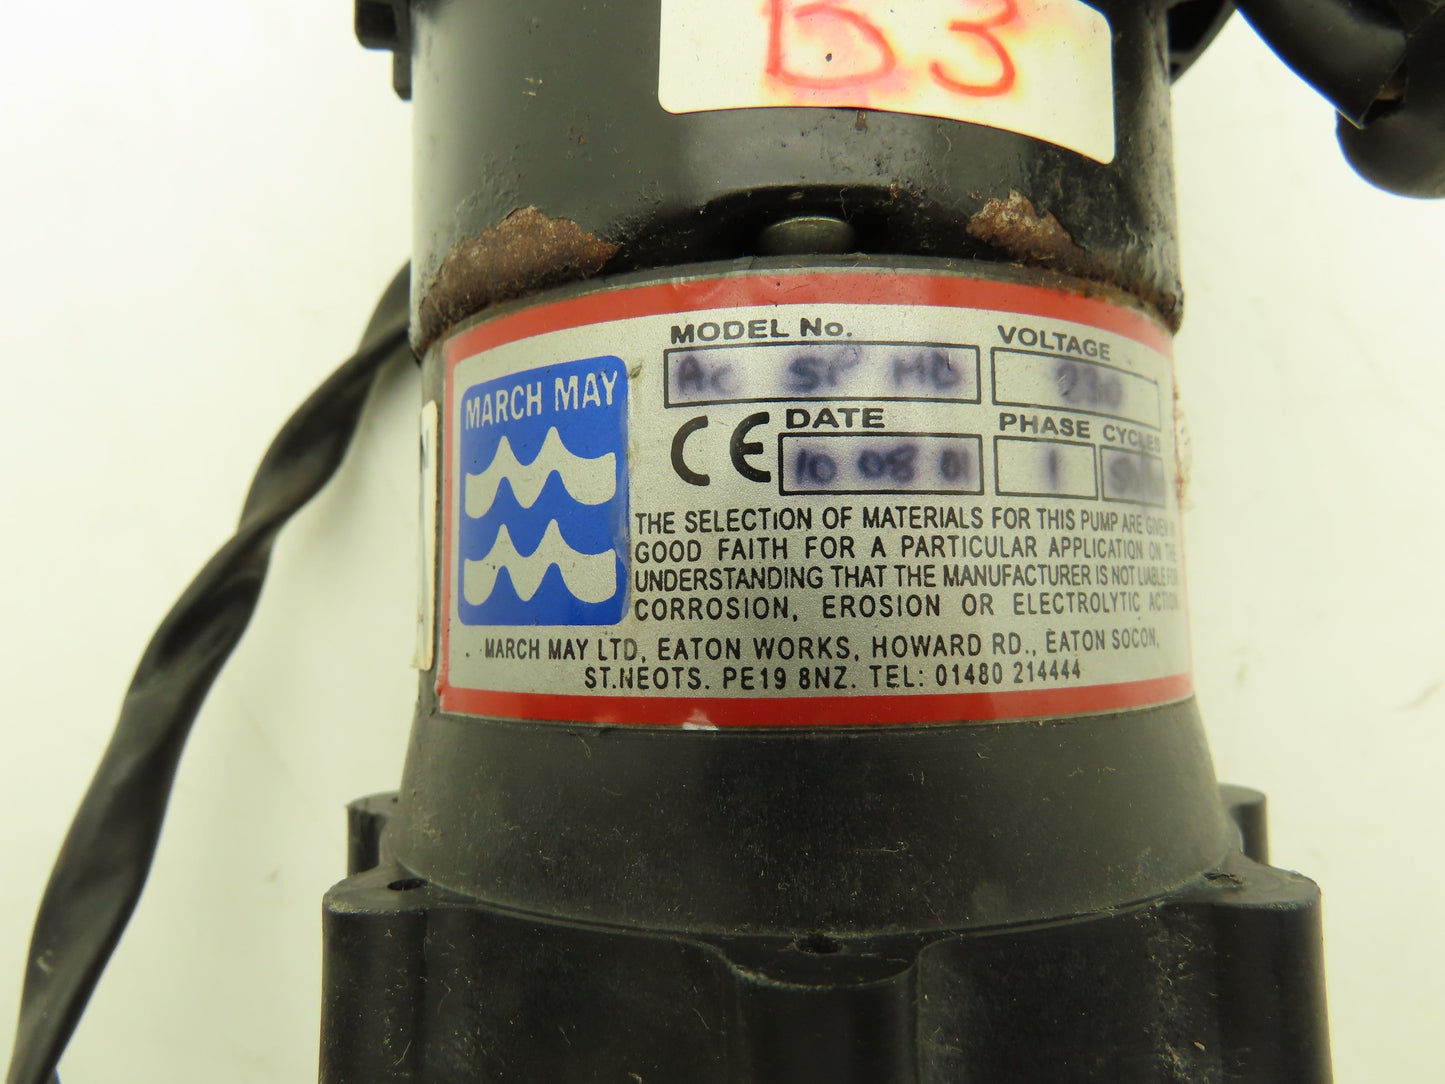 B3
MODEL No.
VOLTAGE
AC SP MD
230
MARCH MAY
CE
DATE
PHASE CYCLES
10 08 01
1
THE SELECTION OF MATERIALS FOR THIS PUMP ARE GIVEN IN
GOOD FAITH FOR A PARTICULAR APPLICATION ON THE
UNDERSTANDING THAT THE MANUFACTURER IS NOT LIABLE FOR
CORROSION, EROSION OR ELECTROLYTIC ACTION
MARCH MAY LTD, EATON WORKS, HOWARD RD., EATON SOCON,
ST.NEOTS. PE19 8NZ. TEL: 01480 214444